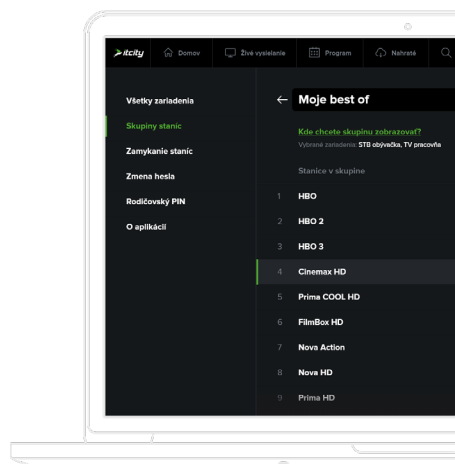 itcity
Domov
Živé vysielanie
Program
Nahraté
Všetky zariadenia
Skupiny staníc
Zamykanie staníc
Zmena hesla
Rodičovský PIN
O aplikácii
Moje best of
Kde chcete skupinu zobrazovať?
Vybrané zariadenia: STB obývačka, TV pracovňa
Stanice v skupine
1 HBO
2 HBO 2
3 HBO 3
4 Cinemax HD
5 Prima COOL HD
6 FilmBox HD
7 Nova Action
8 Nova HD
9 Prima HD